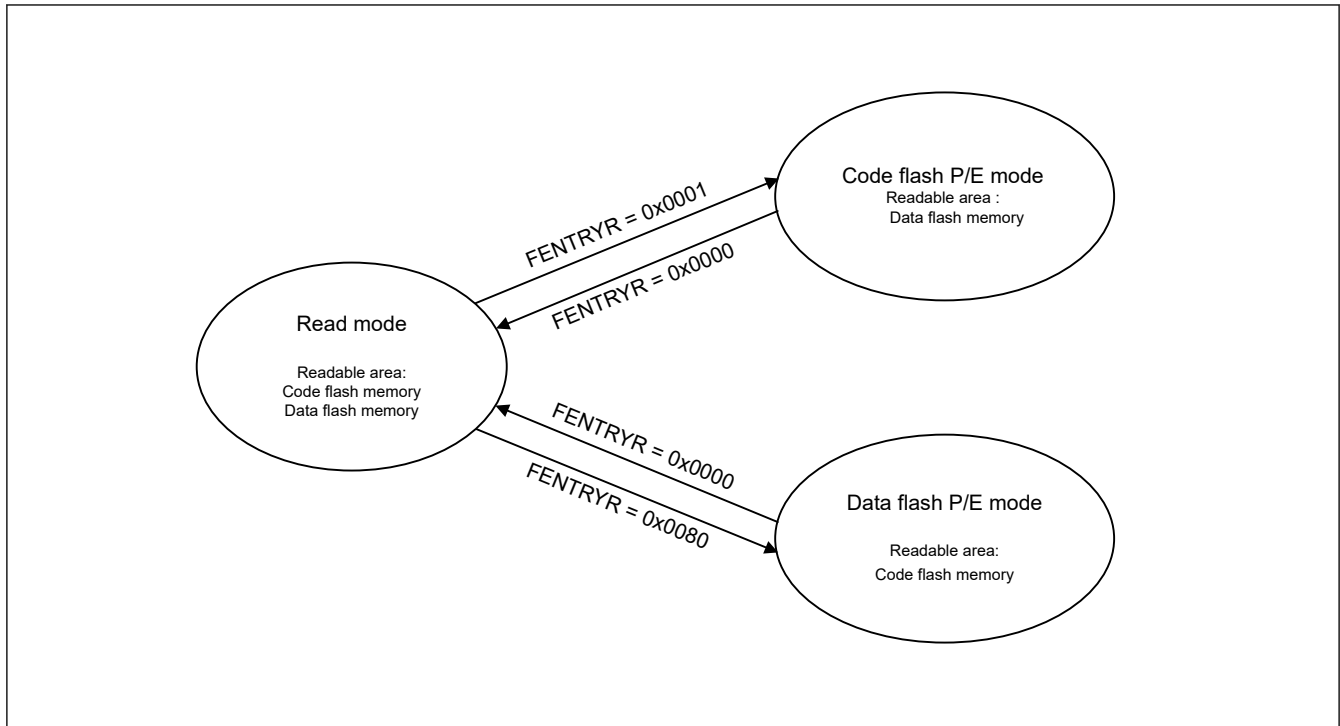 Code flash P/E mode
Readable area :
Data flash memory
FENTRYR = 0x0001
FENTRYR = 0x0000
Read mode
Readable area:
Code flash memory
Data flash memory
FENTRYR = 0x0000
FENTRYR = 0x0080
Data flash P/E mode
Readable area:
Code flash memory